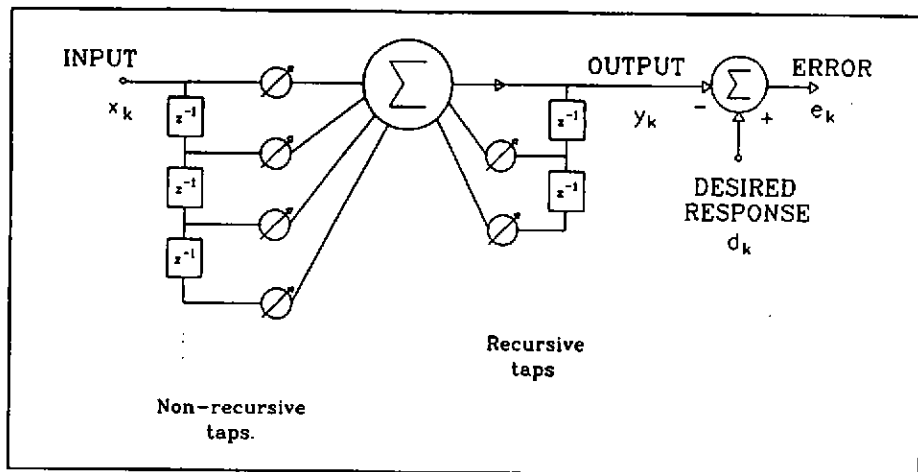 INPUT
x_k
z⁻¹
z⁻¹
z⁻¹
Non-recursive
taps.
Σ
z⁻¹
z⁻¹
Recursive
taps
OUTPUT
y_k
Σ
-
+
ERROR
e_k
DESIRED
RESPONSE
d_k